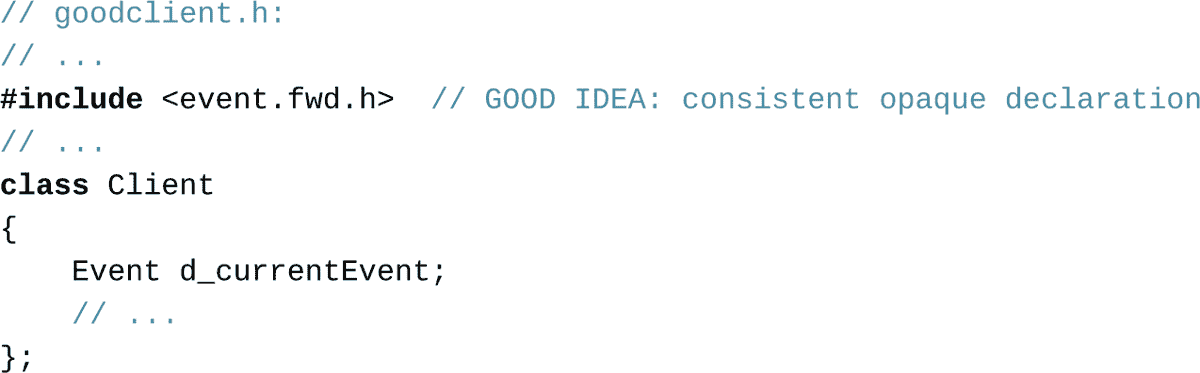 // goodclient.h:
// ...
#include <event.fwd.h>  // GOOD IDEA: consistent opaque declaration
// ...
class Client
{
    Event d_currentEvent;
    // ...
};